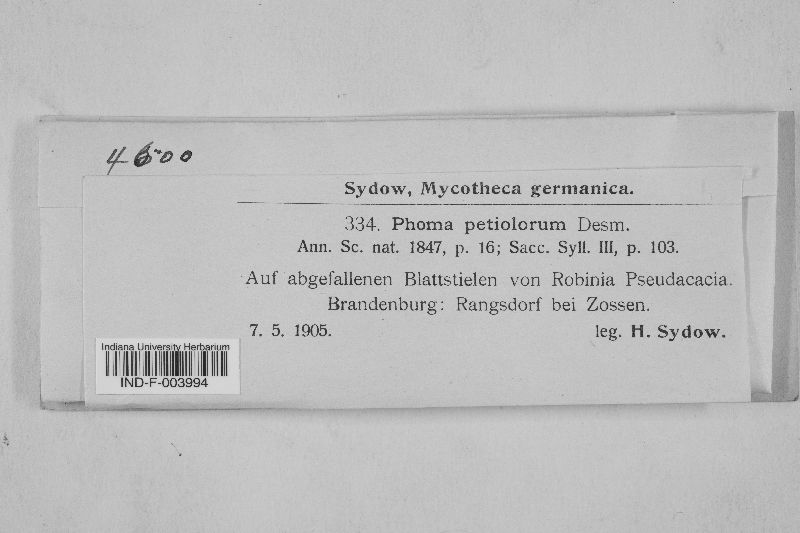 4600
Sydow, Mycotheca germanica.
334. Phoma petiolorum Desm.
Ann. Sc. nat. 1847, p. 16; Sacc. Syll. III, p. 103.
Auf abgefallenen Blattstielen von Robinia Pseudacacia.
Brandenburg: Rangsdorf bei Zossen.
7. 5. 1905. leg. H. Sydow.
Indiana University Herbarium
IND-F-003994